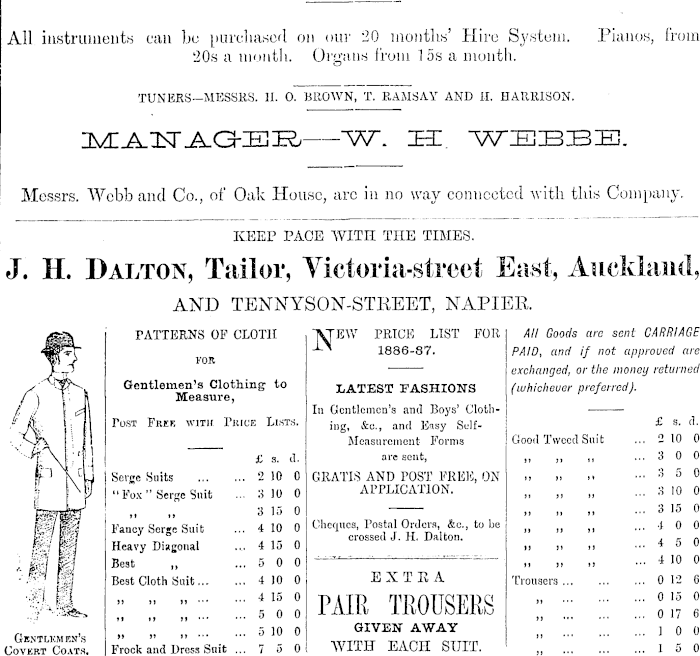 All instruments can be purchased on our 20 months' Hire System. Pianos, from
20s a month. Organs from 15s a month.
TUNERS—MESSRS. H. O. BROWN, T. RAMSAY AND H. HARRISON.
MANAGER—W. H. WEBBE.
Messrs. Webb and Co., of Oak House, are in no way connected with this Company.
KEEP PACE WITH THE TIMES.
J. H. DALTON, Tailor, Victoria-street East, Auckland,
AND TENNYSON-STREET, NAPIER.
GENTLEMEN'S
COVERT COATS.
PATTERNS OF CLOTH
FOR
Gentlemen's Clothing to
Measure,
POST FREE WITH PRICE LISTS.
£ s. d.
Serge Suits ... ... 2 10 0
"Fox" Serge Suit ... 3 10 0
,, ,, 3 15 0
Fancy Serge Suit ... 4 10 0
Heavy Diagonal ... 4 15 0
Best ,, ... 5 0 0
Best Cloth Suit ... ... 4 10 0
,, ,, ,, ... ... 4 15 0
,, ,, ,, ... ... 5 0 0
,, ,, ,, ... ... 5 10 0
Frock and Dress Suit ... 7 5 0
NEW PRICE LIST FOR
1886-87.
LATEST FASHIONS
In Gentlemen's and Boys' Cloth-
ing, &c., and Easy Self-
Measurement Forms
are sent,
GRATIS AND POST FREE, ON
APPLICATION.
Cheques, Postal Orders, &c., to be
crossed J. H. Dalton.
EXTRA
PAIR TROUSERS
GIVEN AWAY
WITH EACH SUIT.
All Goods are sent CARRIAGE
PAID, and if not approved are
exchanged, or the money returned
(whichever preferred).
£ s. d.
Good Tweed Suit ... 2 10 0
,, ,, ,, ... 3 0 0
,, ,, ,, ... 3 5 0
,, ,, ,, ... 3 10 0
,, ,, ,, ... 3 15 0
,, ,, ,, ... 4 0 0
,, ,, ,, ... 4 5 0
,, ,, ,, ... 4 10 0
Trousers ... ... ... 0 12 6
,, ... ... ... 0 15 0
,, ... ... ... 0 17 6
,, ... ... ... 1 0 0
,, ... ... ... 1 5 0